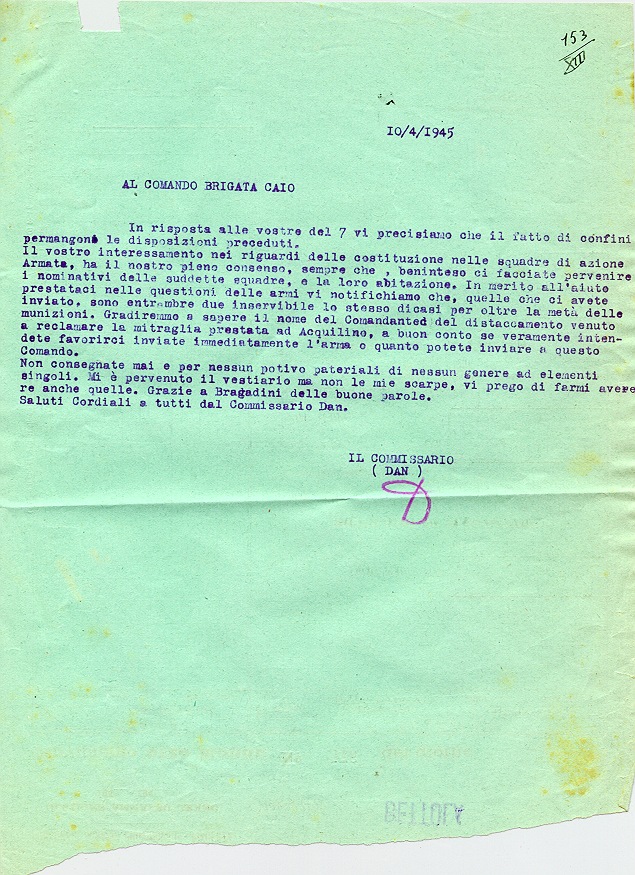 153
XIII
10/4/1945
AL COMANDO BRIGATA CAIO
In risposta alle vostre del 7 vi precisiamo che il fatto di confini
permangono le disposizioni preceduti.
Il vostro interessamento nei riguardi delle costituzione nelle squadre di azione
Armata, ha il nostro pieno consenso, sempre che , beninteso ci facciate pervenire
i nominativi delle suddette squadre, e la loro abitazione. In merito all'aiuto
prestataci nelle questioni delle armi vi notifichiamo che, quelle che ci avete
inviato, sono entrembre due inservibile lo stesso dicasi per oltre la metà delle
munizioni. Gradiremmo a sapere il nome del Comandanted del distaccamento venuto
a reclamare la mitraglia prestata ad Acquilino, a buon conto se veramente inten-
dete favorirci inviate immediatamente l'arma o quanto potete inviare a questo
Comando.
Non consegnate mai e per nessun potivo pateriali di nessun genere ad elementi
singoli. Mi è pervenuto il vestiario ma non le mie scarpe, vi prego di farmi avere
re anche quelle. Grazie a Bragadini delle buone parole.
Saluti Cordiali a tutti dal Commissario Dan.
IL COMMISSARIO
( DAN )
D